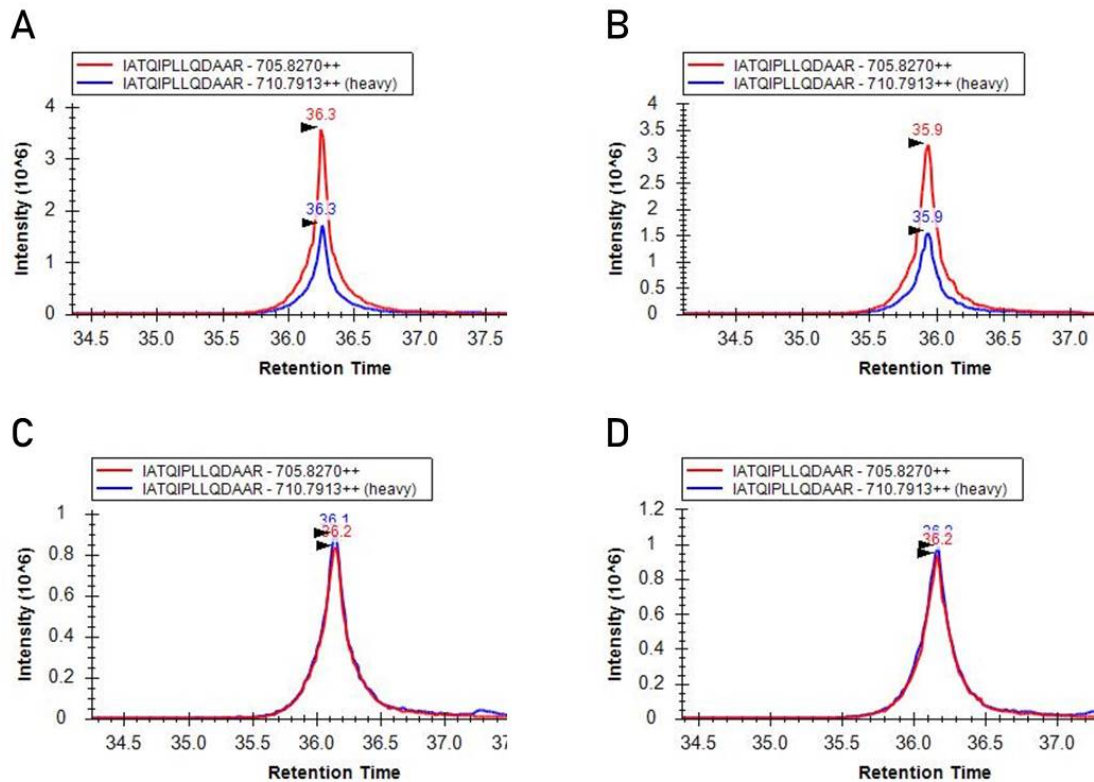 A
IATQIPLLQDAAR - 705.8270++
IATQIPLLQDAAR - 710.7913++ (heavy)
4
3
2
1
0
Intensity (10^6)
36.3
36.3
34.5 35.0 35.5 36.0 36.5 37.0 37.5
Retention Time
B
IATQIPLLQDAAR - 705.8270++
IATQIPLLQDAAR - 710.7913++ (heavy)
4
3.5
3
2.5
2
1.5
1
0.5
0
Intensity (10^6)
35.9
35.9
34.5 35.0 35.5 36.0 36.5 37.0
Retention Time
C
IATQIPLLQDAAR - 705.8270++
IATQIPLLQDAAR - 710.7913++ (heavy)
1
0.8
0.6
0.4
0.2
0
Intensity (10^6)
36.1
36.2
34.5 35.0 35.5 36.0 36.5 37.0
Retention Time
D
IATQIPLLQDAAR - 705.8270++
IATQIPLLQDAAR - 710.7913++ (heavy)
1.2
1
0.8
0.6
0.4
0.2
0
Intensity (10^6)
36.2
34.5 35.0 35.5 36.0 36.5 37.0
Retention Time